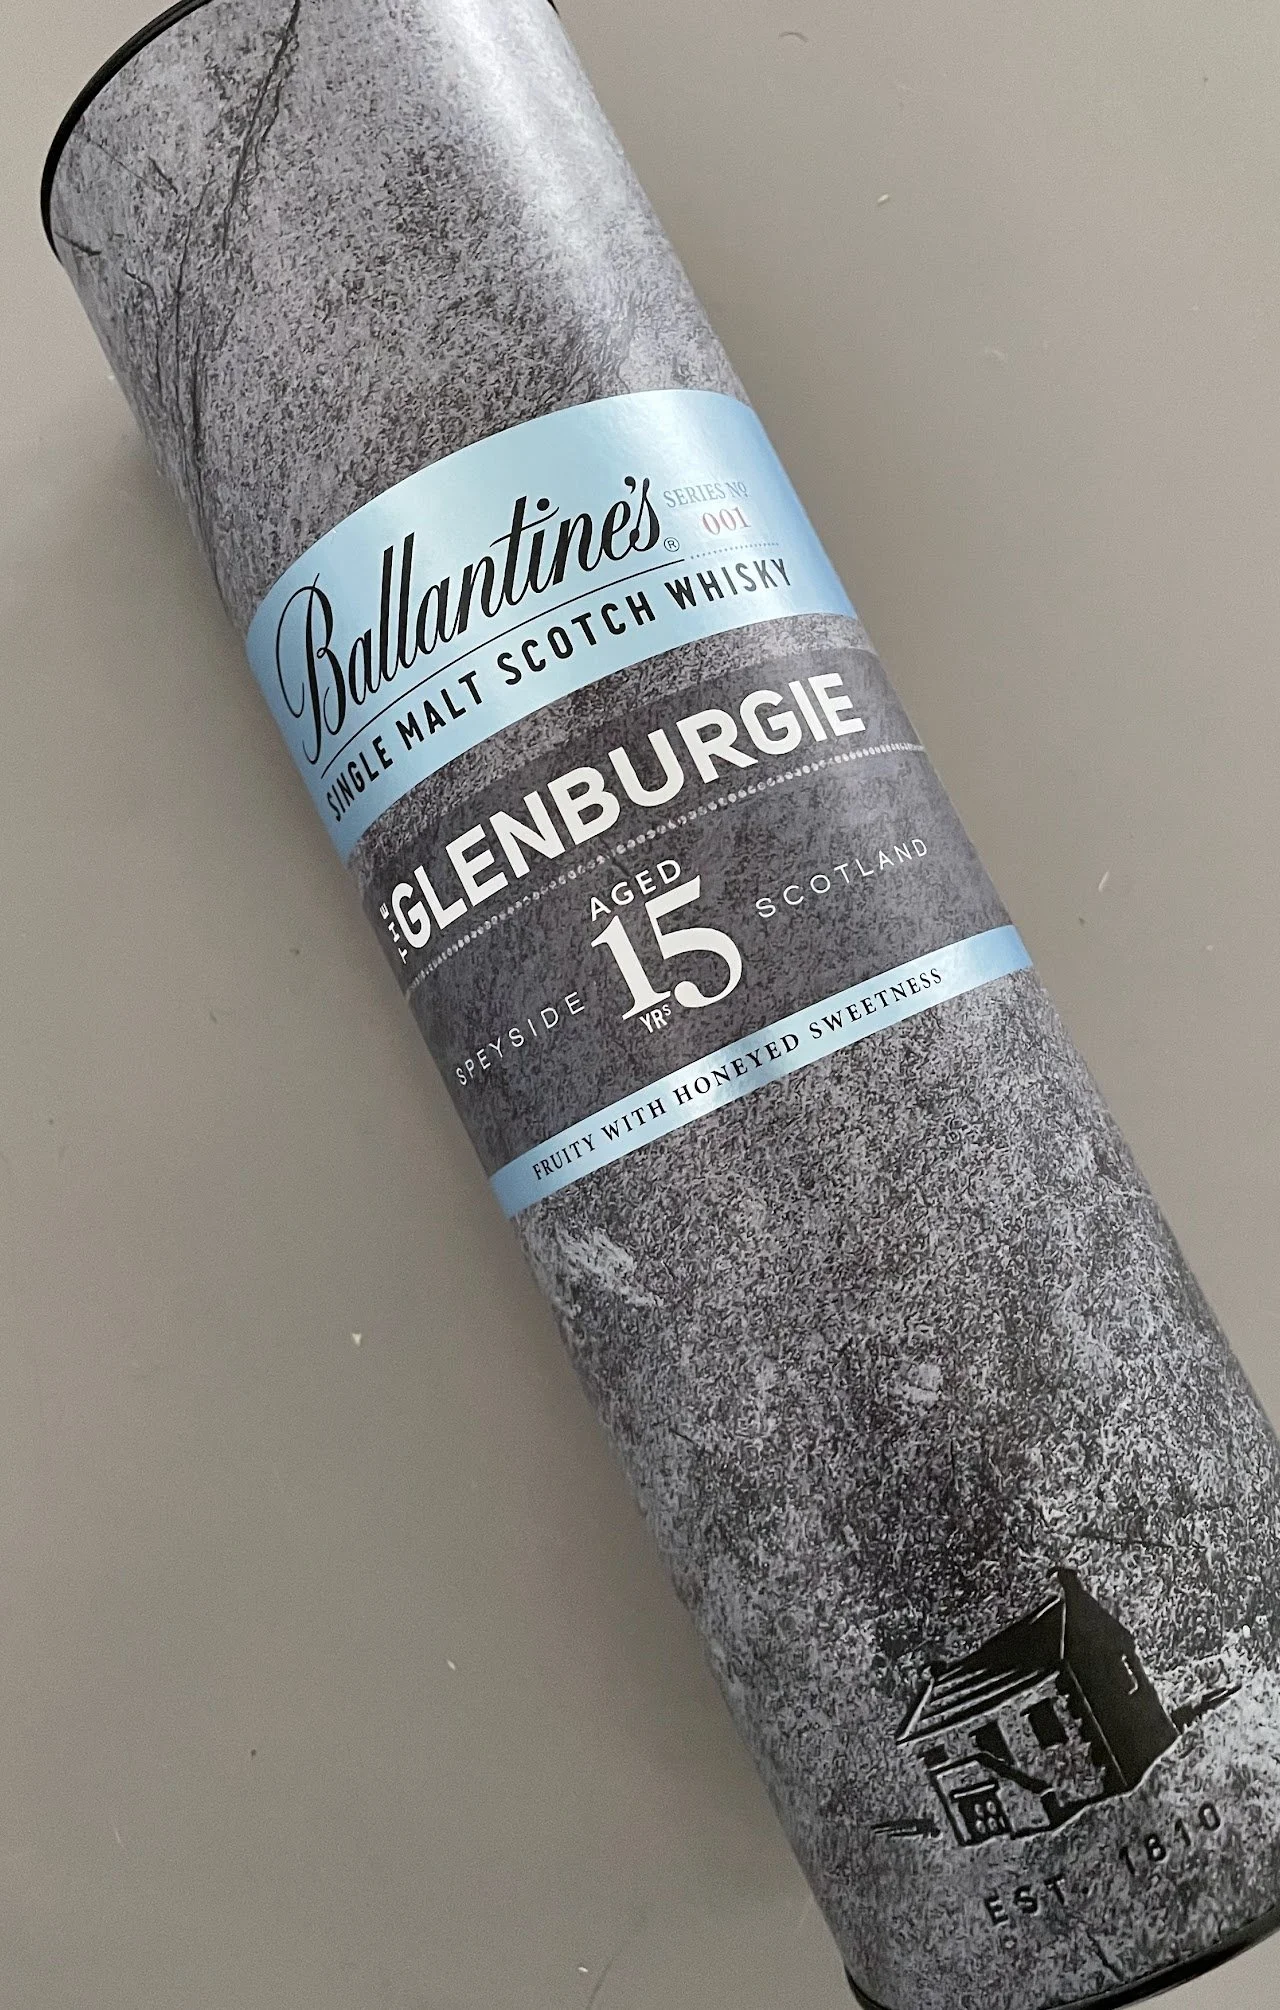 Ballantine's®
SERIES Nº
001
SINGLE MALT SCOTCH WHISKY
THE GLENBURGIE
AGED
15
YRS
SPEYSIDE SCOTLAND
FRUITY WITH HONEYED SWEETNESS
EST. 1810